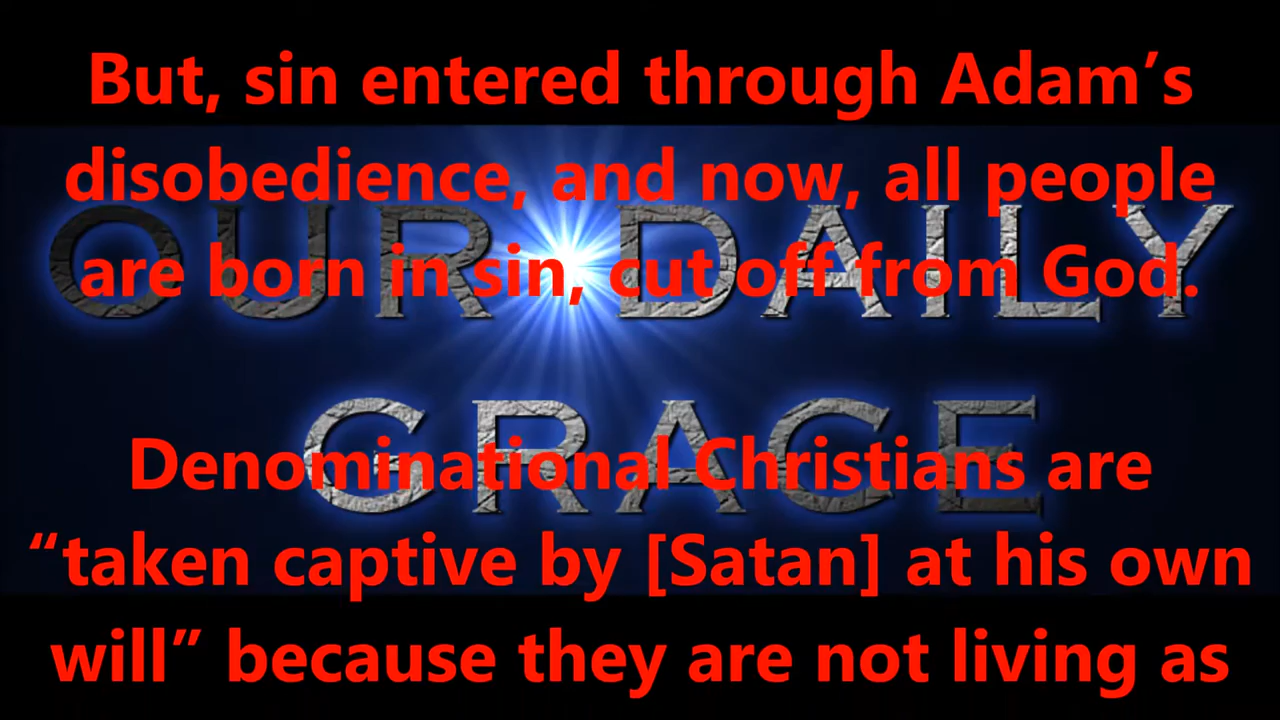 But, sin entered through Adam’s
disobedience, and now, all people
OUR DAILY
are born in sin, cut off from God.
GRACE
Denominational Christians are
“taken captive by [Satan] at his own
will” because they are not living as